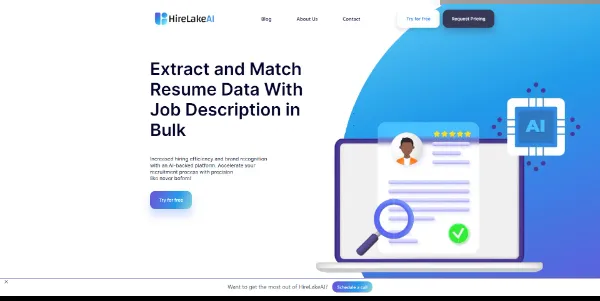 HireLakeAI
Blog
About Us
Contact
Try for free
Request Pricing
Extract and Match
Resume Data With
Job Description in
Bulk
Increased hiring efficiency and brand recognition
with an AI-backed platform. Accelerate your
recruitment process with precision
like never before!
Try for free
AI
Want to get the most out of HireLakeAI?
Schedule a call